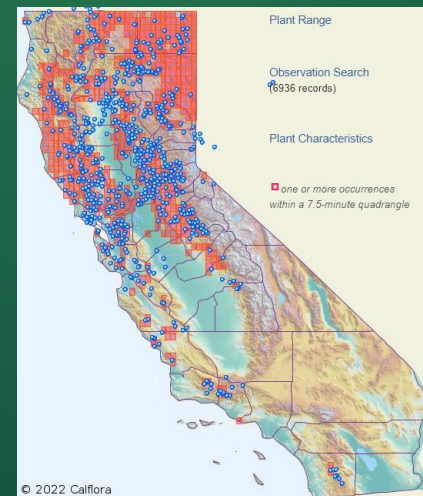 Plant Range
Observation Search
(6936 records)
Plant Characteristics
one or more occurrences
within a 7.5-minute quadrangle
© 2022 Calflora